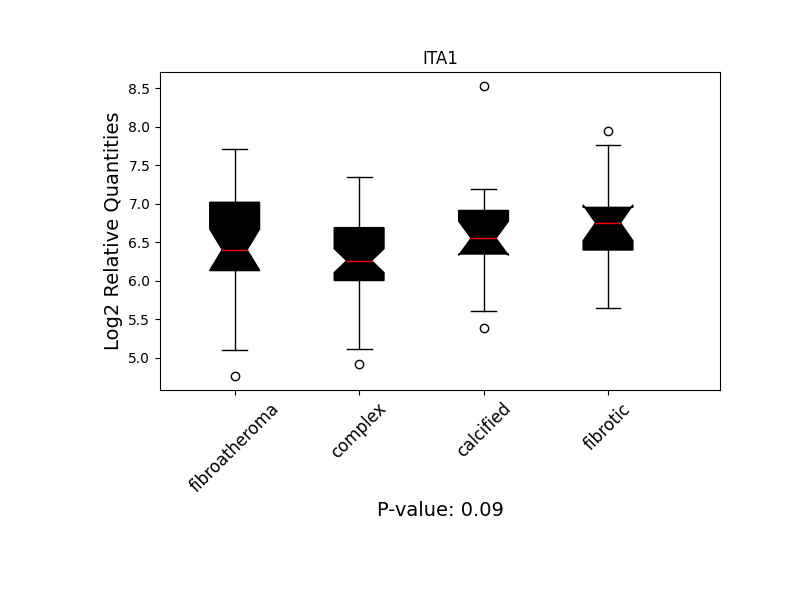 ITA1
Log2 Relative Quantities
8.5
8.0
7.5
7.0
6.5
6.0
5.5
5.0
fibroatheroma
complex
calcified
fibrotic
P-value: 0.09